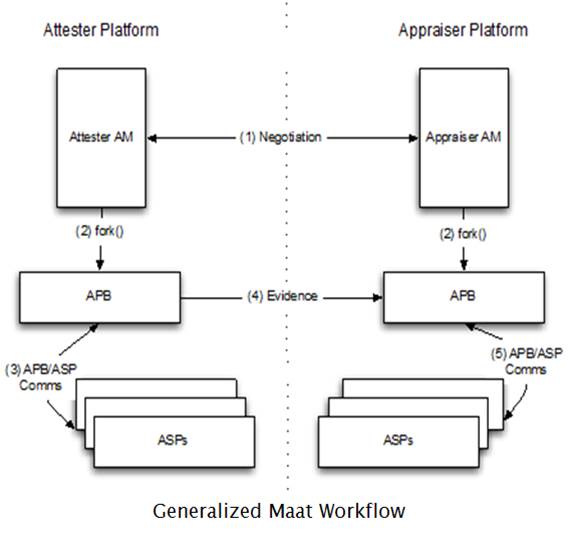 Attester Platform
Appraiser Platform
Attester AM
(1) Negotiation
Appraiser AM
(2) fork()
(2) fork()
APB
(4) Evidence
APB
(3) APB/ASP
Comms
(5) APB/ASP
Comms
ASPs
ASPs
Generalized Maat Workflow